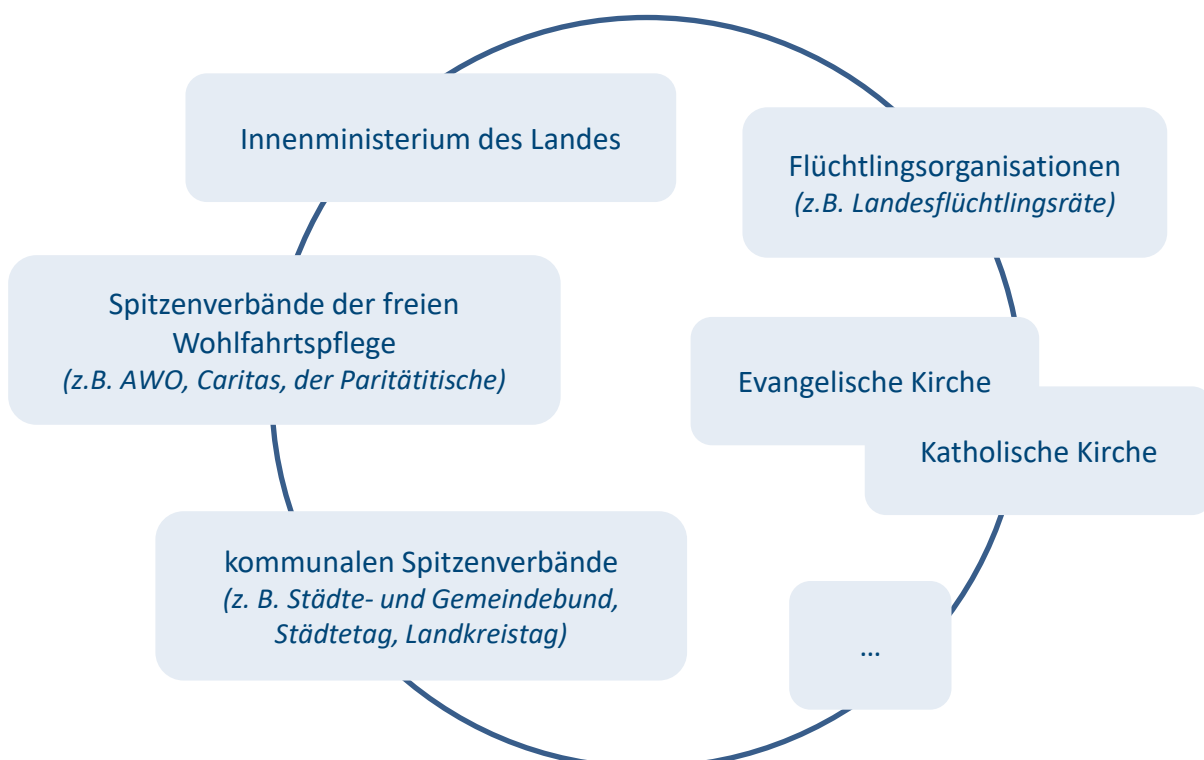 Innenministerium des Landes
Flüchtlingsorganisationen
(z.B. Landesflüchtlingsräte)
Spitzenverbände der freien
Wohlfahrtspflege
(z.B. AWO, Caritas, der Paritätitische)
Evangelische Kirche
Katholische Kirche
kommunalen Spitzenverbände
(z. B. Städte- und Gemeindebund,
Städtetag, Landkreistag)
...